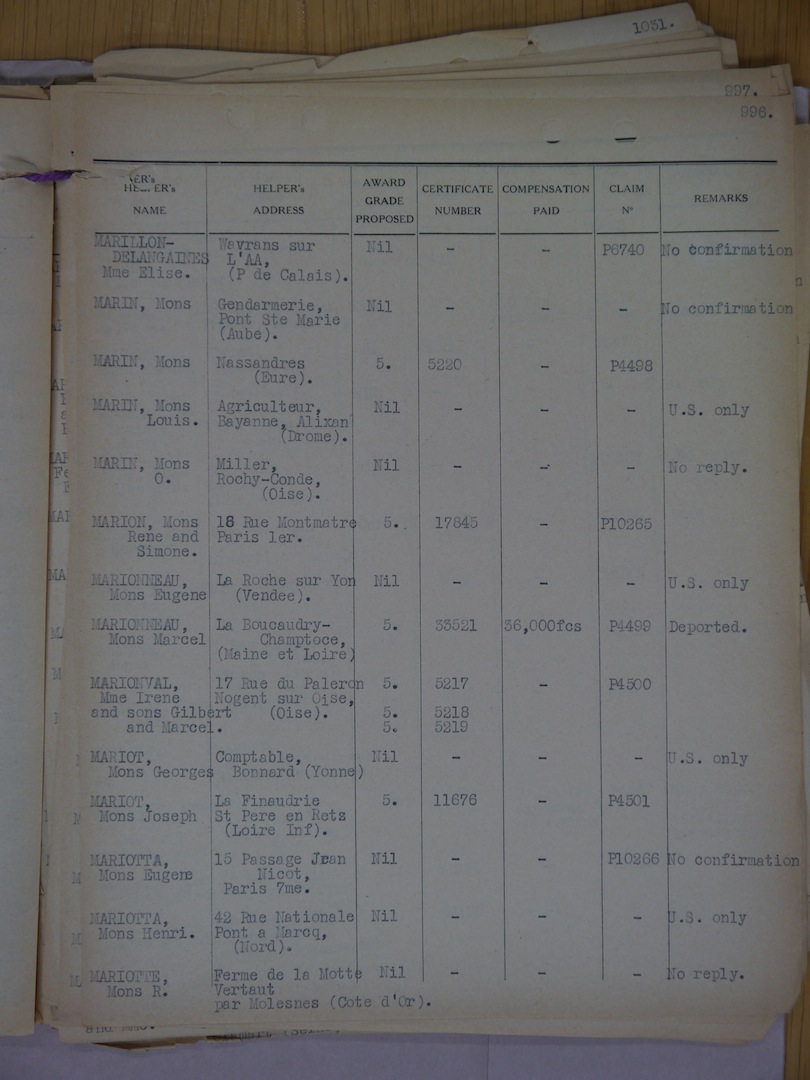 1031.
997.
996.
HELPER's NAME | HELPER's ADDRESS | AWARD GRADE PROPOSED | CERTIFICATE NUMBER | COMPENSATION PAID | CLAIM N° | REMARKS
MARILLON- | Wavrans sur | Nil | - | - | P6740 | No confirmation
DELANGAINES | L'AA,
Mme Elise. | (P de Calais).
MARIN, Mons | Gendarmerie, | Nil | - | - | - | No confirmation
Pont Ste Marie
(Aube).
MARIN, Mons | Nassandres | 5. | 5220 | - | P4498
(Eure).
MARIN, Mons | Agriculteur, | Nil | - | - | - | U.S. only
Louis. | Bayanne, Alixan
(Drome).
MARIN, Mons | Miller, | Nil | - | - | - | No reply.
O. | Rochy-Conde,
(Oise).
MARION, Mons | 18 Rue Montmatre | 5. | 17845 | - | P10265
Rene and | Paris 1er.
Simone.
MARIONNEAU, | La Roche sur Yon | Nil | - | - | - | U.S. only
Mons Eugene | (Vendee).
MARIONNEAU, | La Boucaudry- | 5. | 33521 | 36,000fcs | P4499 | Deported.
Mons Marcel | Champtoce,
(Maine et Loire)
MARIONVAL, | 17 Rue du Paleron | 5. | 5217 | - | P4500
Mme Irene | Nogent sur Oise,
and sons Gilbert | (Oise). | 5. | 5218
and Marcel. | 5. | 5219
MARIOT, | Comptable, | Nil | - | - | - | U.S. only
Mons Georges | Bonnard (Yonne)
MARIOT, | La Finaudrie | 5. | 11676 | - | P4501
Mons Joseph | St Pere en Retz
(Loire Inf).
MARIOTTA, | 15 Passage Jean | Nil | - | - | P10266 | No confirmation
Mons Eugene | Nicot,
Paris 7me.
MARIOTTA, | 42 Rue Nationale | Nil | - | - | - | U.S. only
Mons Henri. | Pont a Marcq,
(Nord).
MARIOTTE, | Ferme de la Motte | Nil | - | - | - | No reply.
Mons R. | Vertaut
par Molesnes (Cote d'Or).